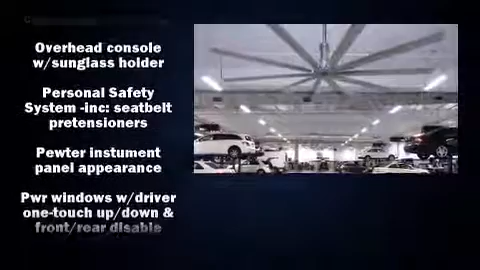 Overhead console
w/sunglass holder
Personal Safety
System -inc: seatbelt
pretensioners
Pewter instument
panel appearance
Pwr windows w/driver
one-touch up/down &
front/rear disable